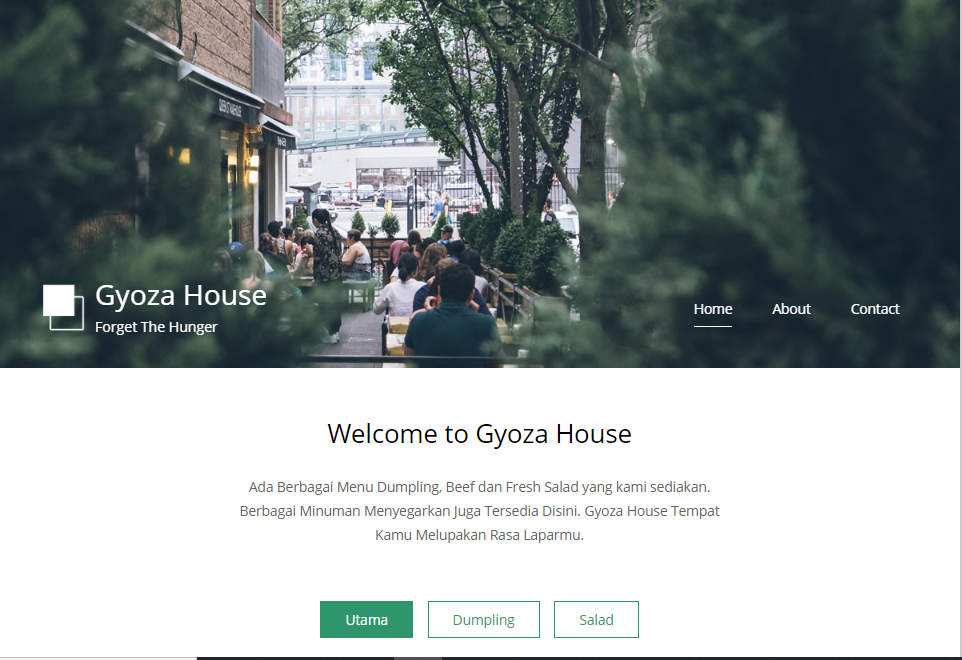 Gyoza House
Forget The Hunger
Home About Contact
Welcome to Gyoza House
Ada Berbagai Menu Dumpling, Beef dan Fresh Salad yang kami sediakan.
Berbagai Minuman Menyegarkan Juga Tersedia Disini. Gyoza House Tempat
Kamu Melupakan Rasa Laparmu.
Utama Dumpling Salad